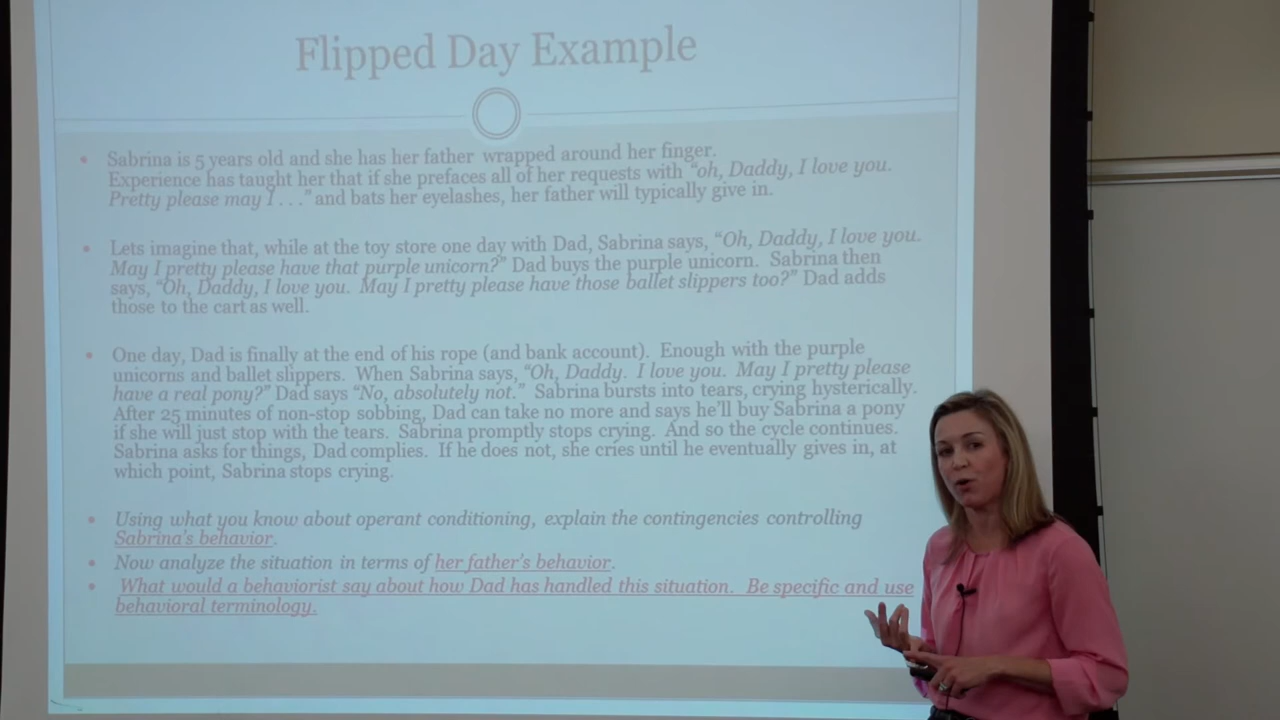 Flipped Day Example
• Sabrina is 5 years old and she has her father wrapped around her finger.
Experience has taught her that if she prefaces all of her requests with “oh, Daddy, I love you.
Pretty please may I . . .” and bats her eyelashes, her father will typically give in.
• Lets imagine that, while at the toy store one day with Dad, Sabrina says, “Oh, Daddy, I love you.
May I pretty please have that purple unicorn?” Dad buys the purple unicorn. Sabrina then
says, “Oh, Daddy, I love you. May I pretty please have those ballet slippers too?” Dad adds
those to the cart as well.
• One day, Dad is finally at the end of his rope (and bank account). Enough with the purple
unicorns and ballet slippers. When Sabrina says, “Oh, Daddy. I love you. May I pretty please
have a real pony?” Dad says “No, absolutely not.” Sabrina bursts into tears, crying hysterically.
After 25 minutes of non-stop sobbing, Dad can take no more and says he’ll buy Sabrina a pony
if she will just stop with the tears. Sabrina promptly stops crying. And so the cycle continues.
Sabrina asks for things, Dad complies. If he does not, she cries until he eventually gives in, at
which point, Sabrina stops crying.
• Using what you know about operant conditioning, explain the contingencies controlling
Sabrina’s behavior.
• Now analyze the situation in terms of her father’s behavior.
• What would a behaviorist say about how Dad has handled this situation. Be specific and use
behavioral terminology.